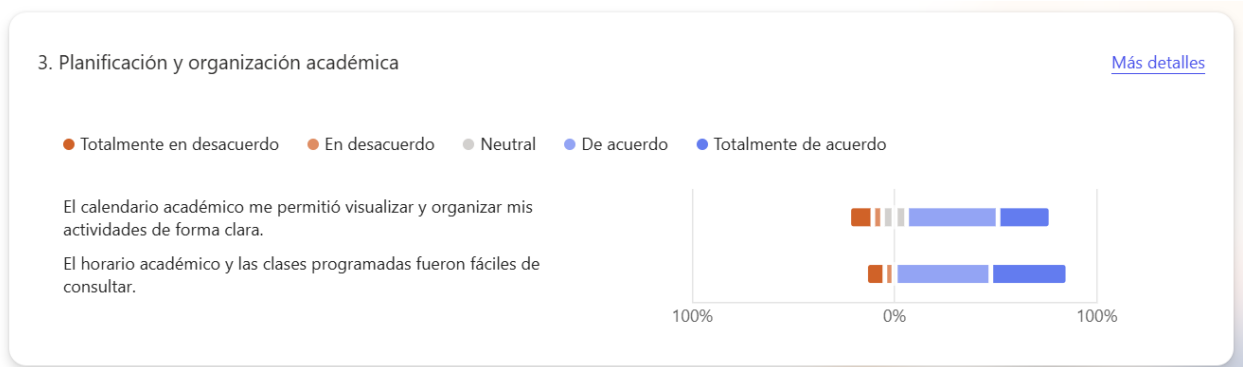 3. Planificación y organización académica
Más detalles
Totalmente en desacuerdo
En desacuerdo
Neutral
De acuerdo
Totalmente de acuerdo
El calendario académico me permitió visualizar y organizar mis
actividades de forma clara.
El horario académico y las clases programadas fueron fáciles de
consultar.
100%
0%
100%